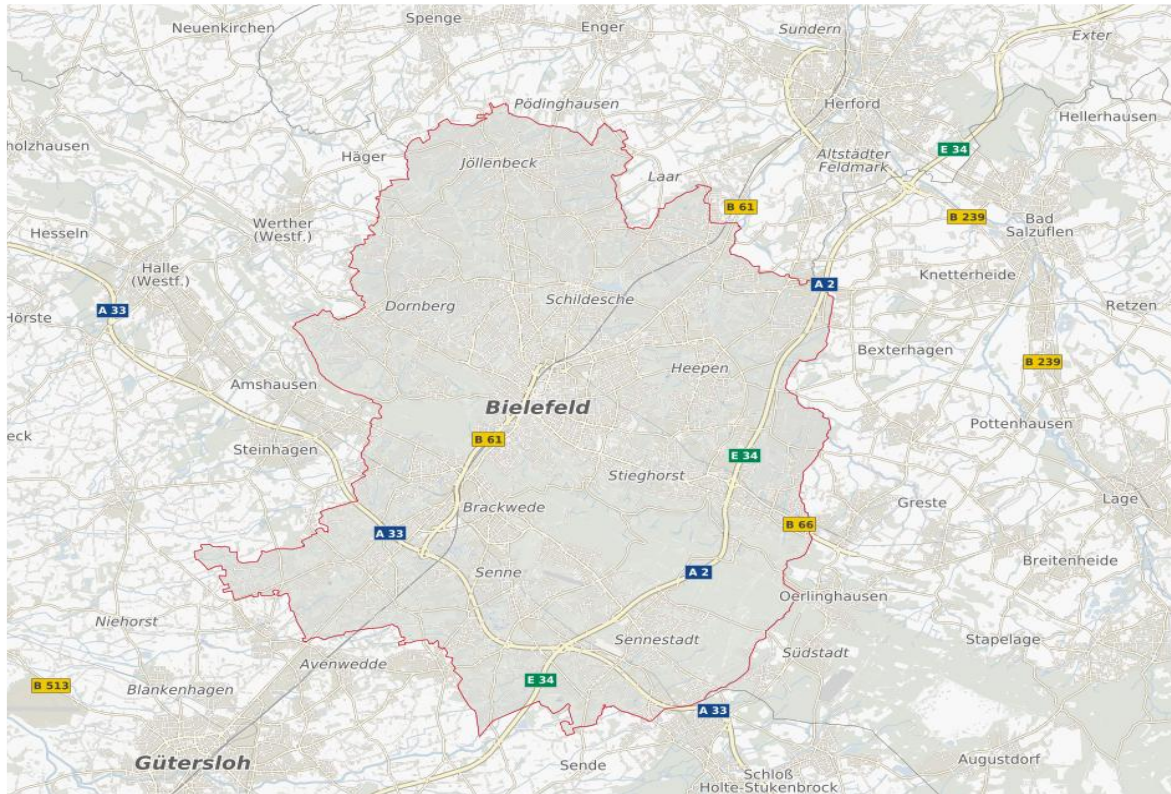 Neuenkirchen
Spenge
Enger
Sundern
Exter
Pödinghausen
Herford
Hellerhausen
holzhausen
Häger
Jöllenbeck
Laar
Altstädter
Feldmark
E 34
B 61
Werther
(Westf.)
B 239
Bad
Salzuflen
Hesseln
Halle
(Westf.)
Knetterheide
A 2
Dornberg
Schildesche
Retzen
A 33
Hörste
Bexterhagen
B 239
Heepen
Amshausen
Bielefeld
Pottenhausen
eck
B 61
Steinhagen
E 34
Stieghorst
Lage
Greste
Brackwede
B 66
A 33
Breitenheide
Senne
A 2
Oerlinghausen
Niehorst
Stapelage
Sennestadt
Südstadt
Avenwedde
E 34
B 513
Blankenhagen
A 33
Gütersloh
Sende
Augustdorf
Schloß
Holte-Stukenbrock